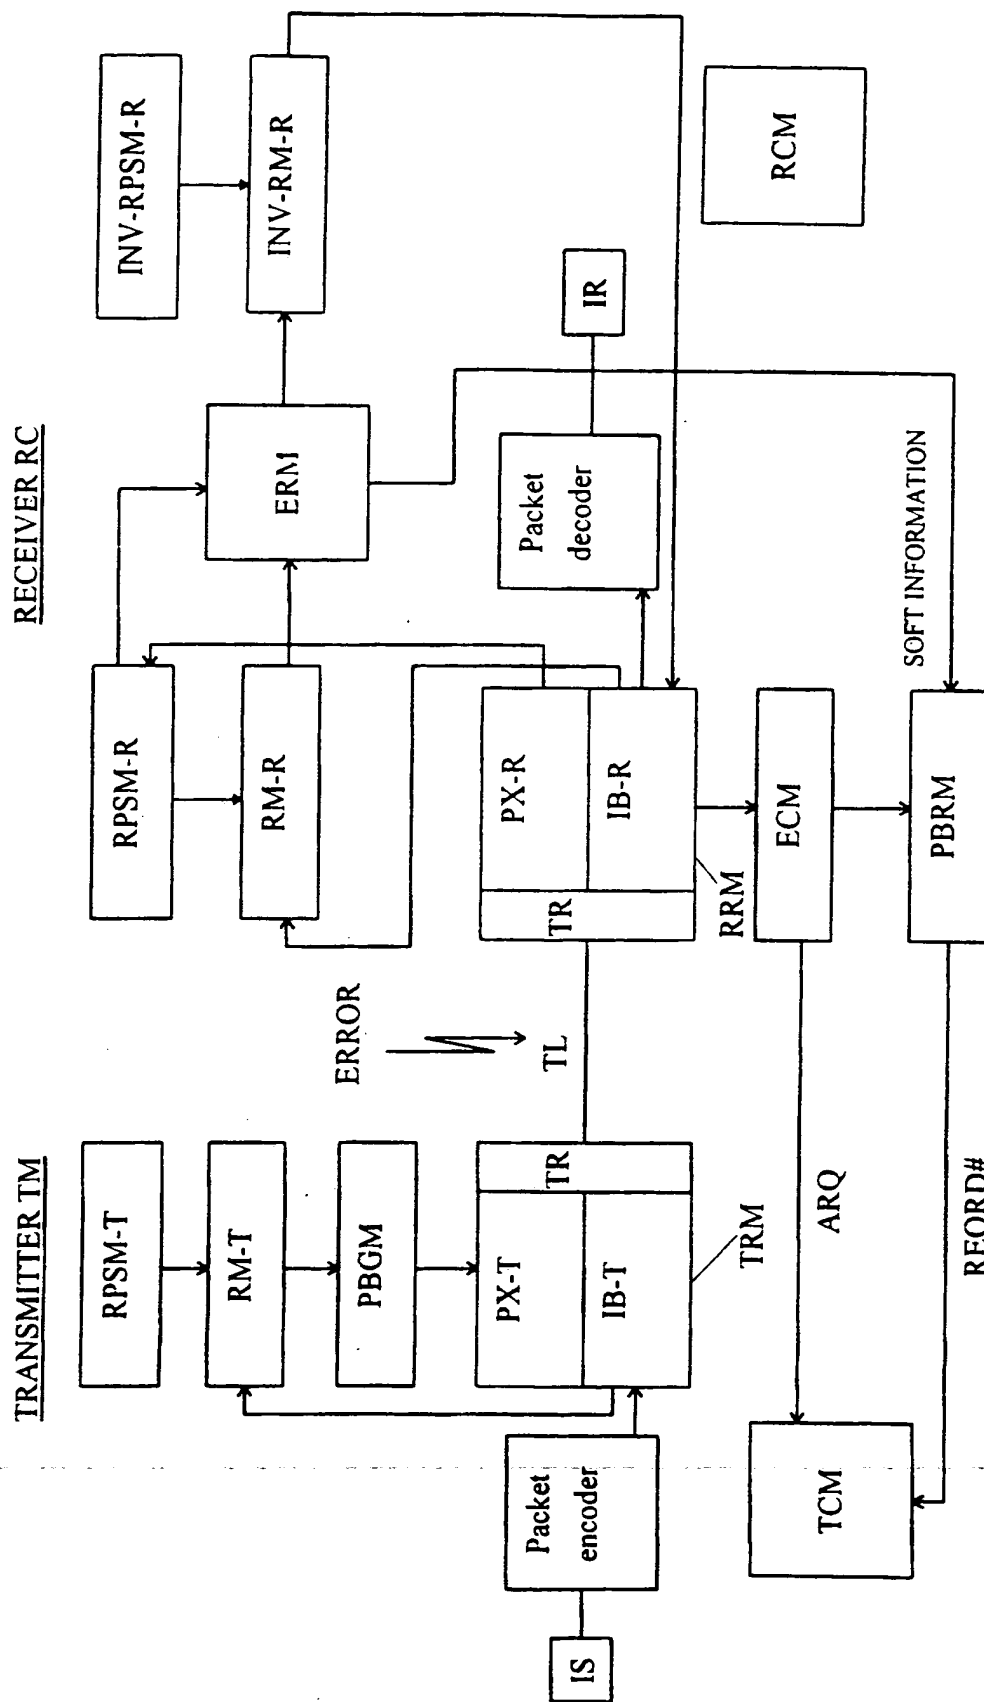 TRANSMITTER TM
RECEIVER RC
RPSM-T
RM-T
PBGM
PX-T
IB-T
TR
TRM
Packet
encoder
IS
TCM
ERROR
TL
ARQ
REORD#
RPSM-R
RM-R
TR
PX-R
IB-R
RRM
ECM
PBRM
SOFT INFORMATION
ERM
Packet
decoder
IR
INV-RPSM-R
INV-RM-R
RCM